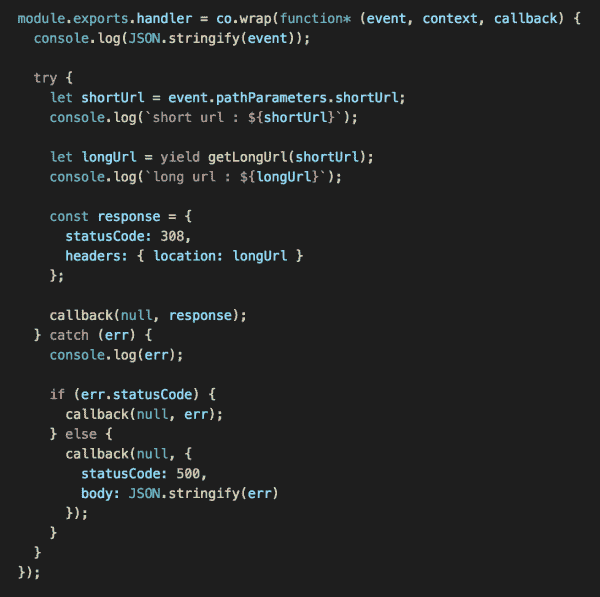 module.exports.handler = co.wrap(function* (event, context, callback) {
  console.log(JSON.stringify(event));

  try {
    let shortUrl = event.pathParameters.shortUrl;
    console.log(`short url : ${shortUrl}`);

    let longUrl = yield getLongUrl(shortUrl);
    console.log(`long url : ${longUrl}`);

    const response = {
      statusCode: 308,
      headers: { location: longUrl }
    };

    callback(null, response);
  } catch (err) {
    console.log(err);

    if (err.statusCode) {
      callback(null, err);
    } else {
      callback(null, {
        statusCode: 500,
        body: JSON.stringify(err)
      });
    }
  }
});